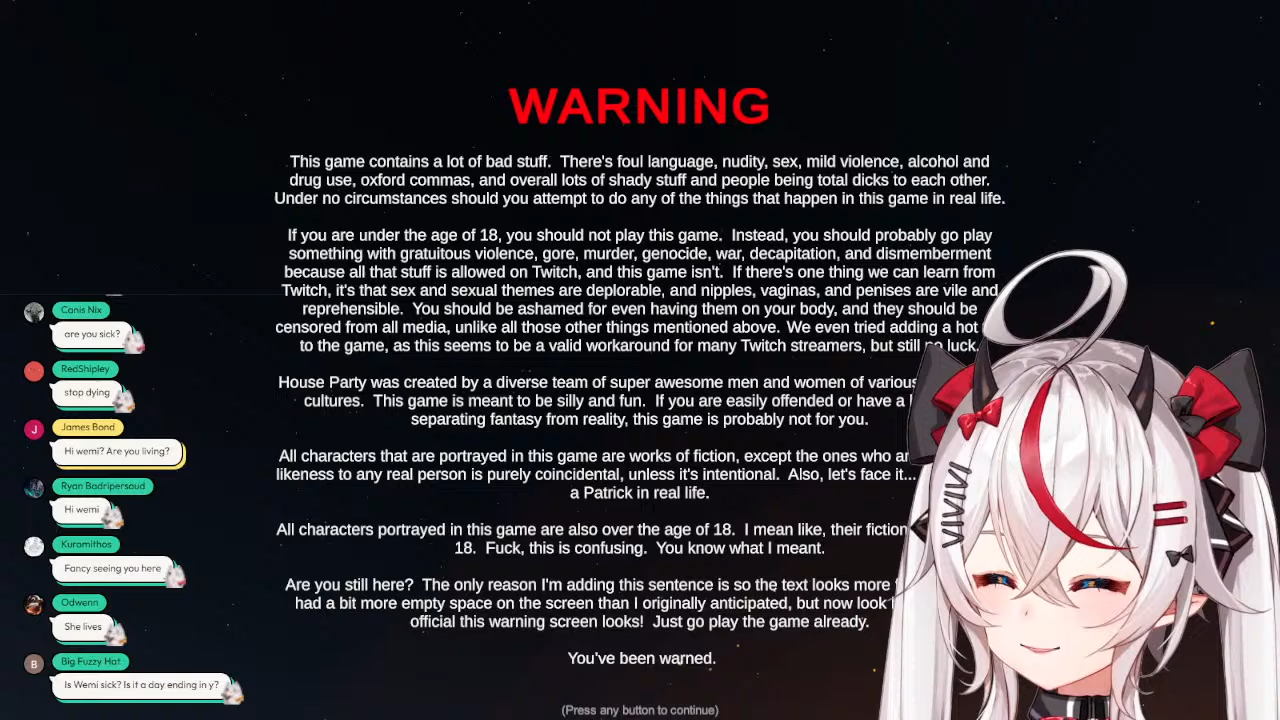 WARNING
This game contains a lot of bad stuff.  There's foul language, nudity, sex, mild violence, alcohol and
drug use, oxford commas, and overall lots of shady stuff and people being total dicks to each other.
Under no circumstances should you attempt to do any of the things that happen in this game in real life.
If you are under the age of 18, you should not play this game.  Instead, you should probably go play
something with gratuitous violence, gore, murder, genocide, war, decapitation, and dismemberment
because all that stuff is allowed on Twitch, and this game isn't.  If there's one thing we can learn from
Twitch, it's that sex and sexual themes are deplorable, and nipples, vaginas, and penises are vile and
reprehensible.  You should be ashamed for even having them on your body, and they should be
censored from all media, unlike all those other things mentioned above.  We even tried adding a hot
to the game, as this seems to be a valid workaround for many Twitch streamers, but still no luck.
House Party was created by a diverse team of super awesome men and women of various
cultures.  This game is meant to be silly and fun.  If you are easily offended or have a
separating fantasy from reality, this game is probably not for you.
All characters that are portrayed in this game are works of fiction, except the ones who
likeness to any real person is purely coincidental, unless it's intentional.  Also, let's face it...
a Patrick in real life.
All characters portrayed in this game are also over the age of 18.  I mean like, their
18.  Fuck, this is confusing.  You know what I meant.
Are you still here?  The only reason I'm adding this sentence is so the text looks more
had a bit more empty space on the screen than I originally anticipated, but now look
official this warning screen looks!  Just go play the game already.
You've been warned.
(Press any button to continue)
Canis Nix
are you sick?
RedShipley
stop dying
James Bond
Hi wemi? Are you living?
Ryan Badripersoud
Hi wemi
Kuramithos
Fancy seeing you here
Odwenn
She lives
B
Big Fuzzy Hat
Is Wemi sick? Is it a day ending in y?
J
VIVIVI